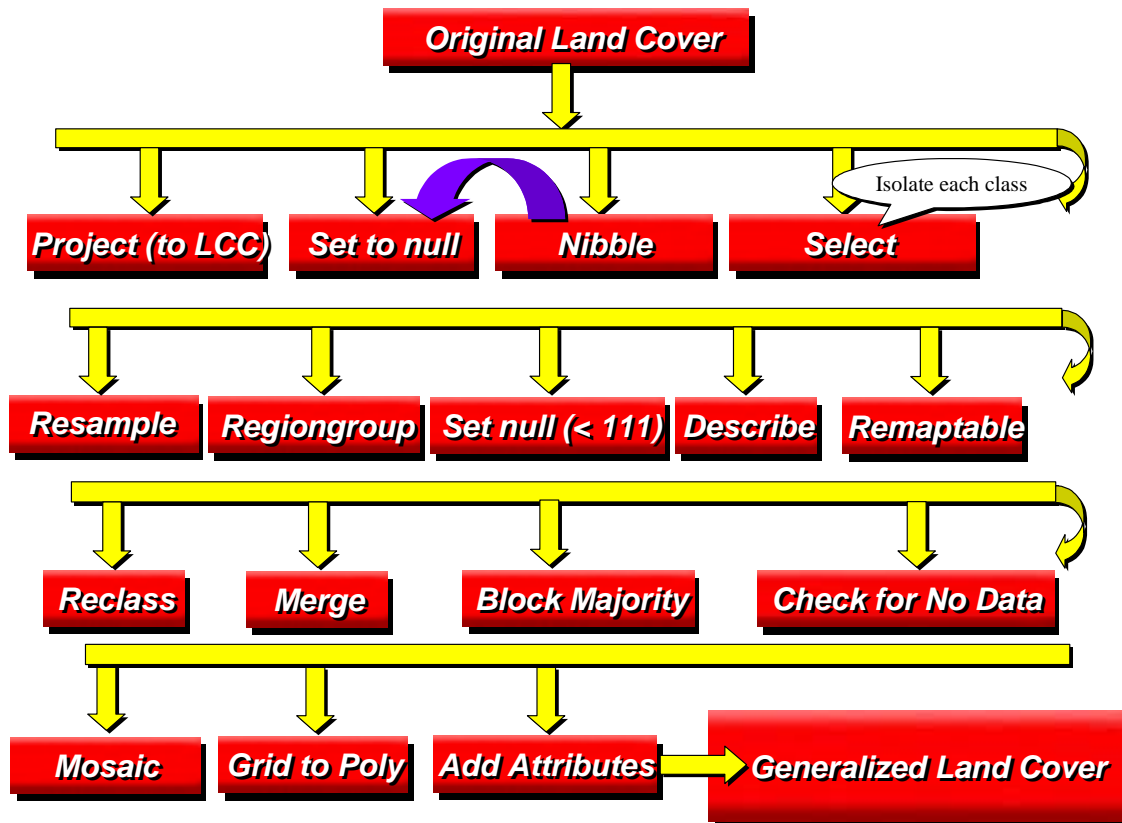 Original Land Cover
Isolate each class
Project (to LCC)
Set to null
Nibble
Select
Resample
Regiongroup
Set null (< 111)
Describe
Remaptable
Reclass
Merge
Block Majority
Check for No Data
Mosaic
Grid to Poly
Add Attributes
Generalized Land Cover